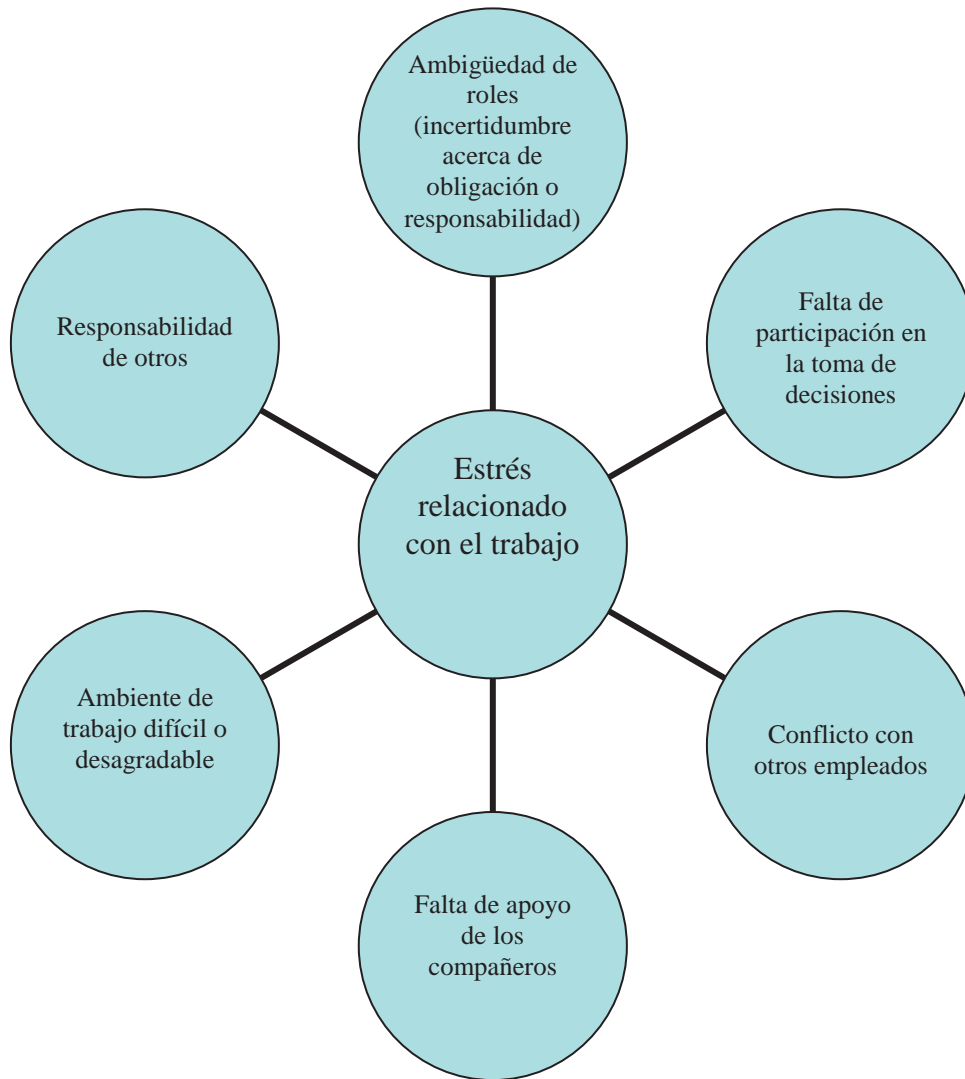 Ambigüedad de
roles
(incertidumbre
acerca de
obligación o
responsabilidad)
Responsabilidad
de otros
Falta de
participación en
la toma de
decisiones
Estrés
relacionado
con el trabajo
Ambiente de
trabajo difícil o
desagradable
Conflicto con
otros empleados
Falta de apoyo
de los
compañeros